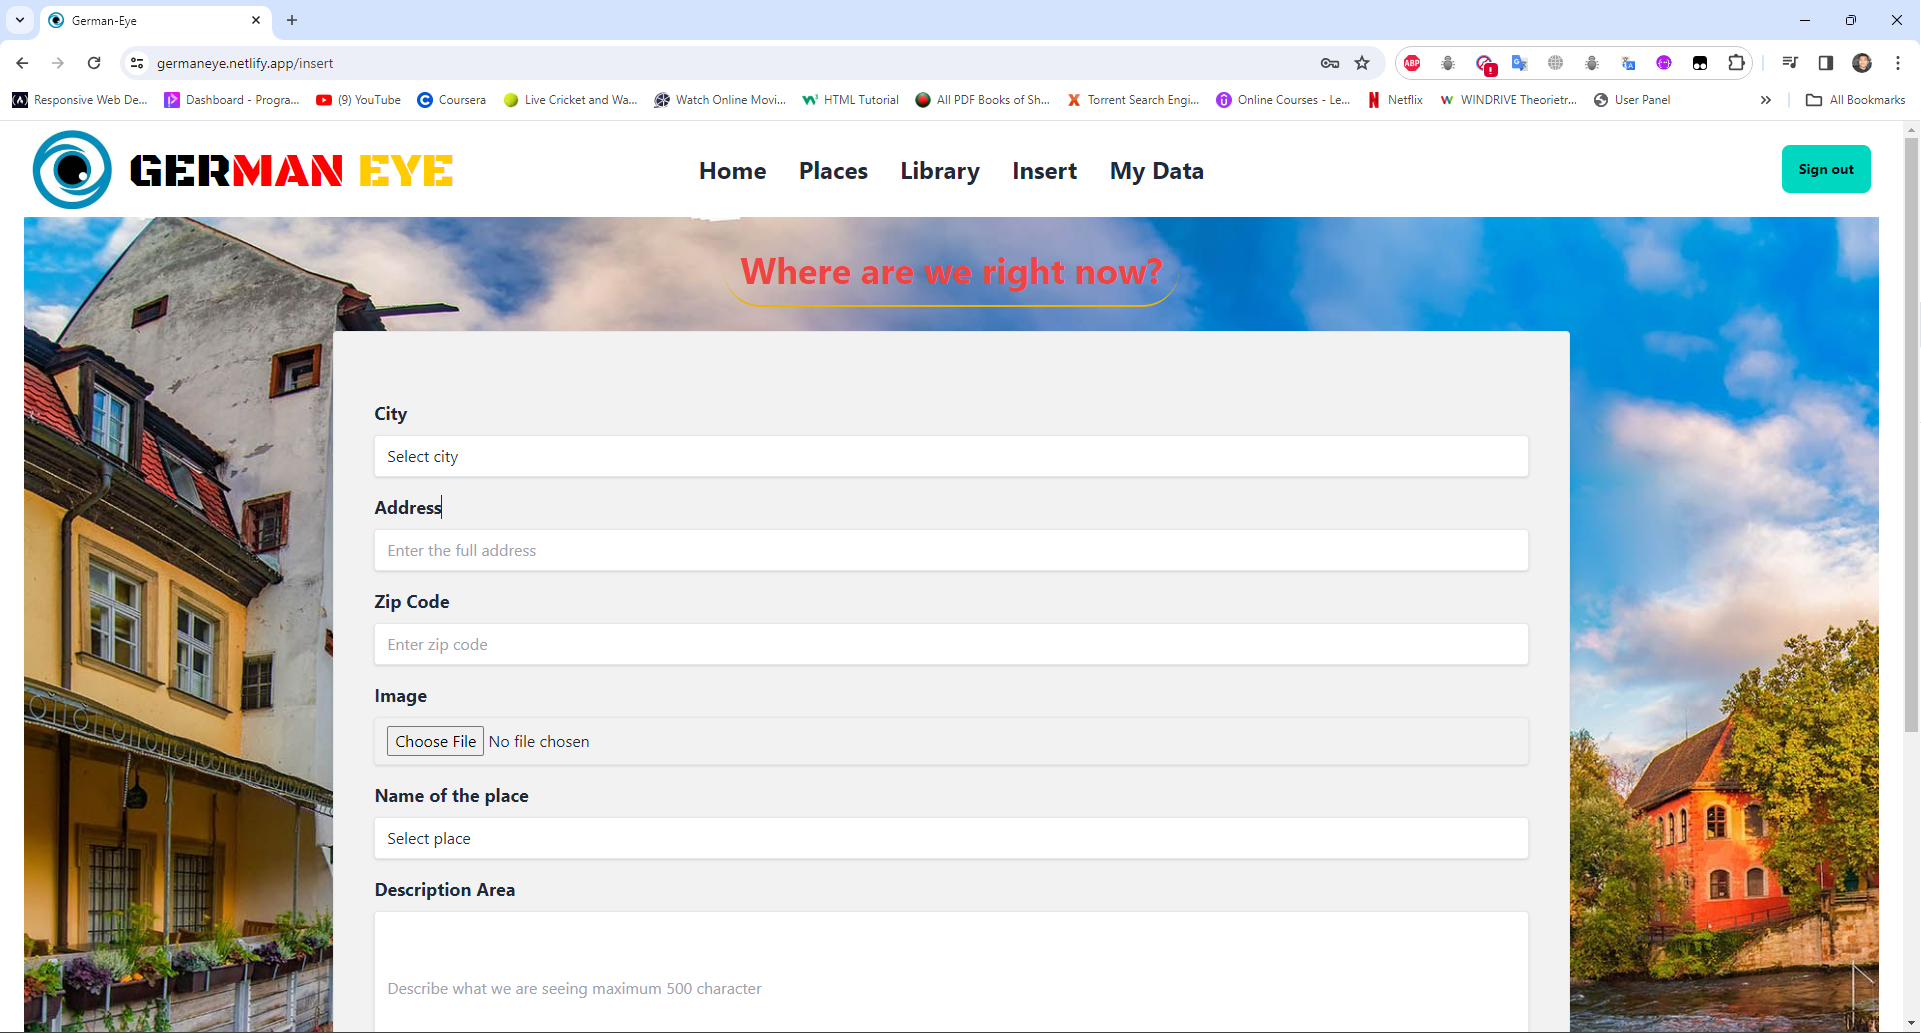 German-Eye
germaneye.netlify.app/insert
ABP
Responsive Web De... Dashboard - Progra... (9) YouTube Coursera Live Cricket and Wa... Watch Online Movi... HTML Tutorial All PDF Books of Sh... Torrent Search Engi... Online Courses - Le... Netflix WINDRIVE Theorietr... User Panel » All Bookmarks
GERMAN EYE Home Places Library Insert My Data Sign out
Where are we right now?
City
Select city
Address
Enter the full address
Zip Code
Enter zip code
Image
Choose File No file chosen
Name of the place
Select place
Description Area
Describe what we are seeing maximum 500 character